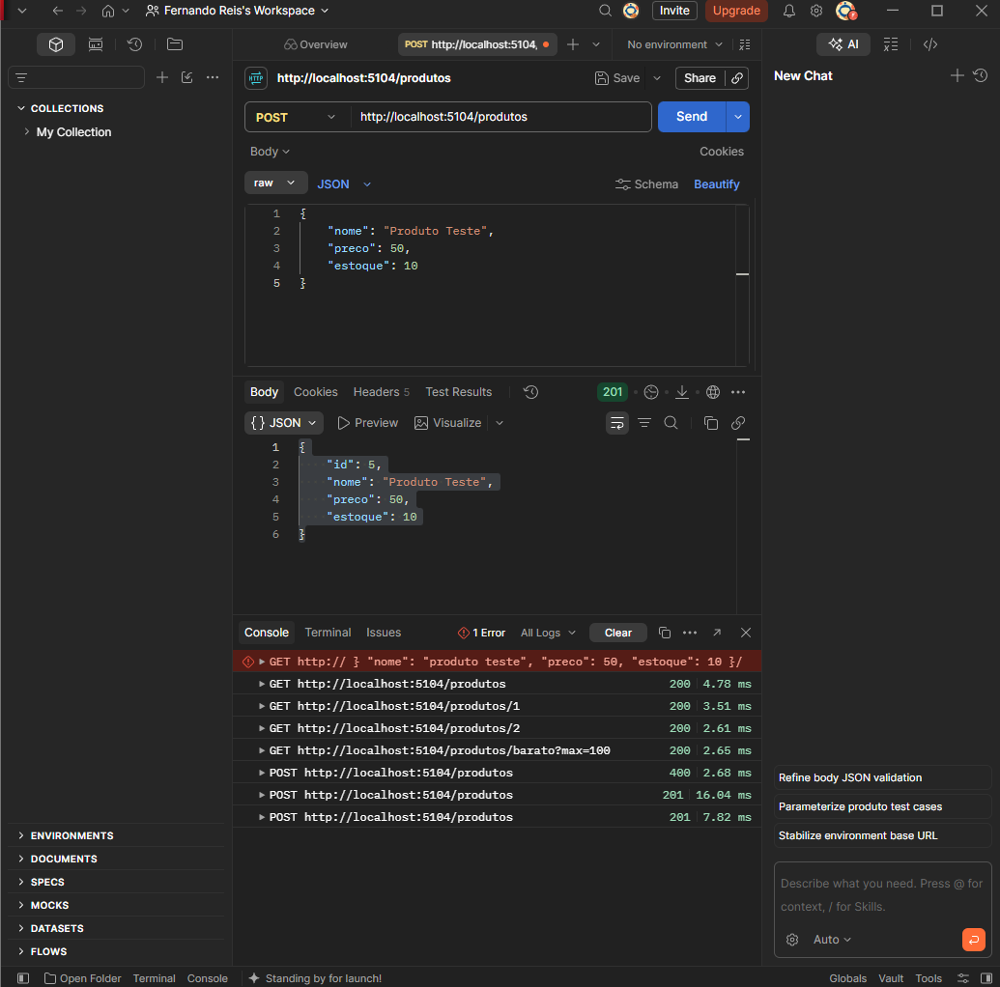 Fernando Reis's Workspace
Invite
Upgrade
Overview
POST http://localhost:5104,
No environment
AI
http://localhost:5104/produtos
Save
Share
New Chat
COLLECTIONS
My Collection
POST
http://localhost:5104/produtos
Send
Body
Cookies
raw
JSON
Schema
Beautify
1 {
2 "nome": "Produto Teste",
3 "preco": 50,
4 "estoque": 10
5 }
Body
Cookies
Headers 5
Test Results
201
{} JSON
Preview
Visualize
1 {
2 "id": 5,
3 "nome": "Produto Teste",
4 "preco": 50,
5 "estoque": 10
6 }
Console
Terminal
Issues
1 Error
All Logs
Clear
GET http:// } "nome": "produto teste", "preco": 50, "estoque": 10 }/
GET http://localhost:5104/produtos 200 4.78 ms
GET http://localhost:5104/produtos/1 200 3.51 ms
GET http://localhost:5104/produtos/2 200 2.61 ms
GET http://localhost:5104/produtos/barato?max=100 200 2.65 ms
POST http://localhost:5104/produtos 400 2.68 ms
POST http://localhost:5104/produtos 201 16.04 ms
POST http://localhost:5104/produtos 201 7.82 ms
ENVIRONMENTS
DOCUMENTS
SPECS
MOCKS
DATASETS
FLOWS
Refine body JSON validation
Parameterize produto test cases
Stabilize environment base URL
Describe what you need. Press @ for
context, / for Skills.
Auto
Open Folder
Terminal
Console
Standing by for launch!
Globals
Vault
Tools